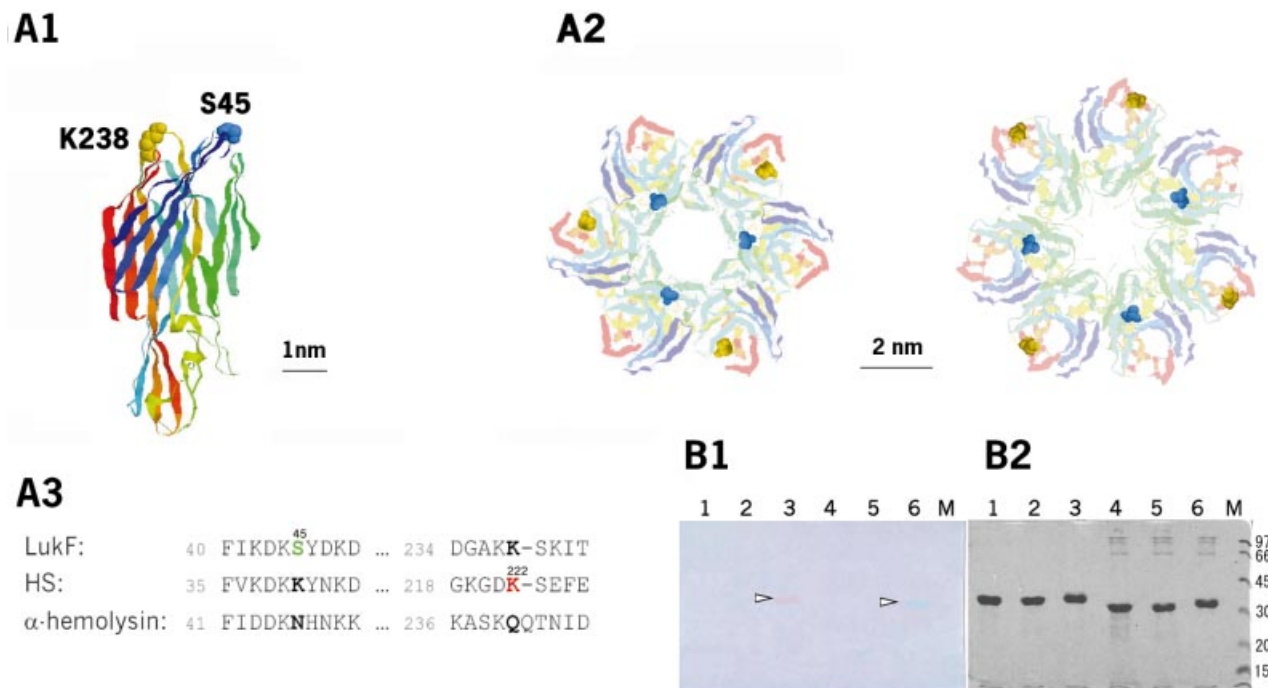 A1
A2
S45
K238
1nm
2 nm
A3
45
LukF: 40 FIKDKSYDKD ... 234 DGAKK-SKIT
222
HS: 35 FVKDKKYNKD ... 218 GKGDK-SEFE
α-hemolysin: 41 FIDDKNHNKK ... 236 KASKQQTNID
B1
B2
1 2 3 4 5 6 M
1 2 3 4 5 6 M
97
66
45
30
20
15